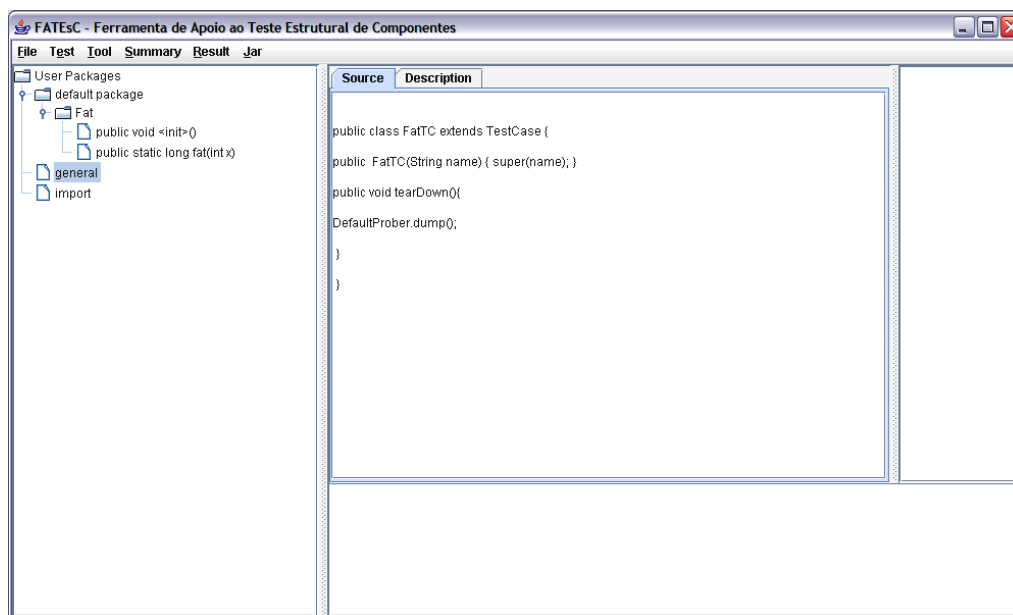 FATEsC - Ferramenta de Apoio ao Teste Estrutural de Componentes
File Test Tool Summary Result Jar
User Packages
default package
Fat
public void <init>()
public static long fat(int x)
general
import
Source Description
public class FatTC extends TestCase {
public  FatTC(String name) { super(name); }
public void tearDown(){
DefaultProber.dump();
}
}